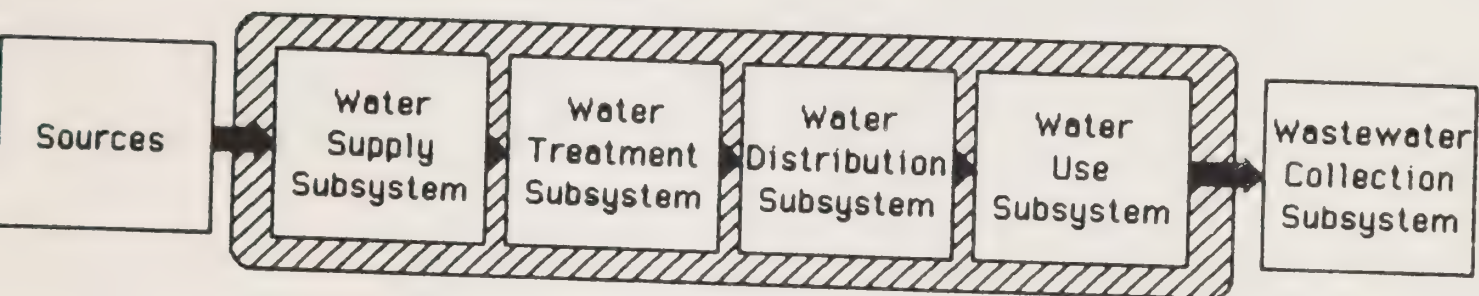 Sources
Water
Supply
Subsystem
Water
Treatment
Subsystem
Water
Distribution
Subsystem
Water
Use
Subsystem
Wastewater
Collection
Subsystem